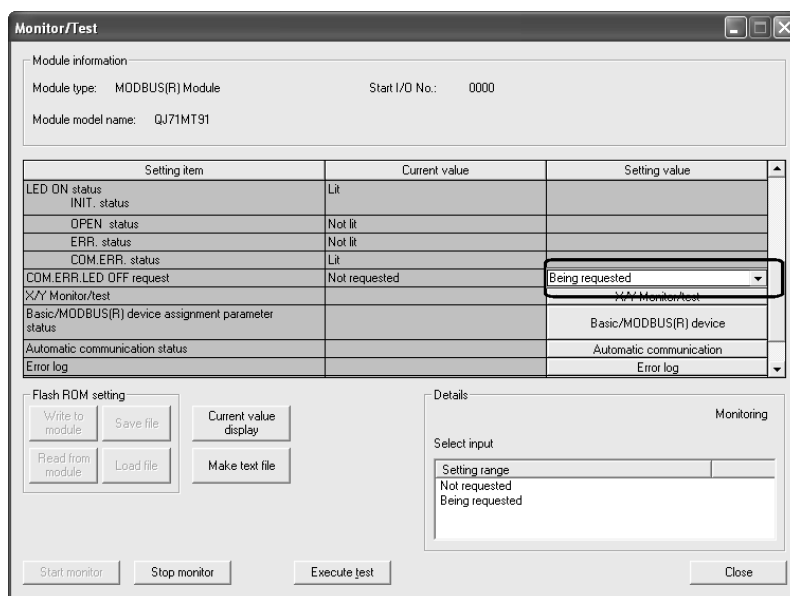 Monitor/Test
Module information
Module type: MODBUS(R) Module Start I/O No.: 0000
Module model name: QJ71MT91
Setting item Current value Setting value
LED ON status Lit
INIT. status
OPEN status Not lit
ERR. status Not lit
COM.ERR. status Lit
COM.ERR.LED OFF request Not requested Being requested
X/Y Monitor/test X/Y Monitor/test
Basic/MODBUS(R) device assignment parameter
status Basic/MODBUS(R) device
Automatic communication status Automatic communication
Error log Error log
Flash ROM setting
Write to
module
Save file
Current value
display
Read from
module
Load file
Make text file
Details
Monitoring
Select input
Setting range
Not requested
Being requested
Start monitor Stop monitor Execute test Close